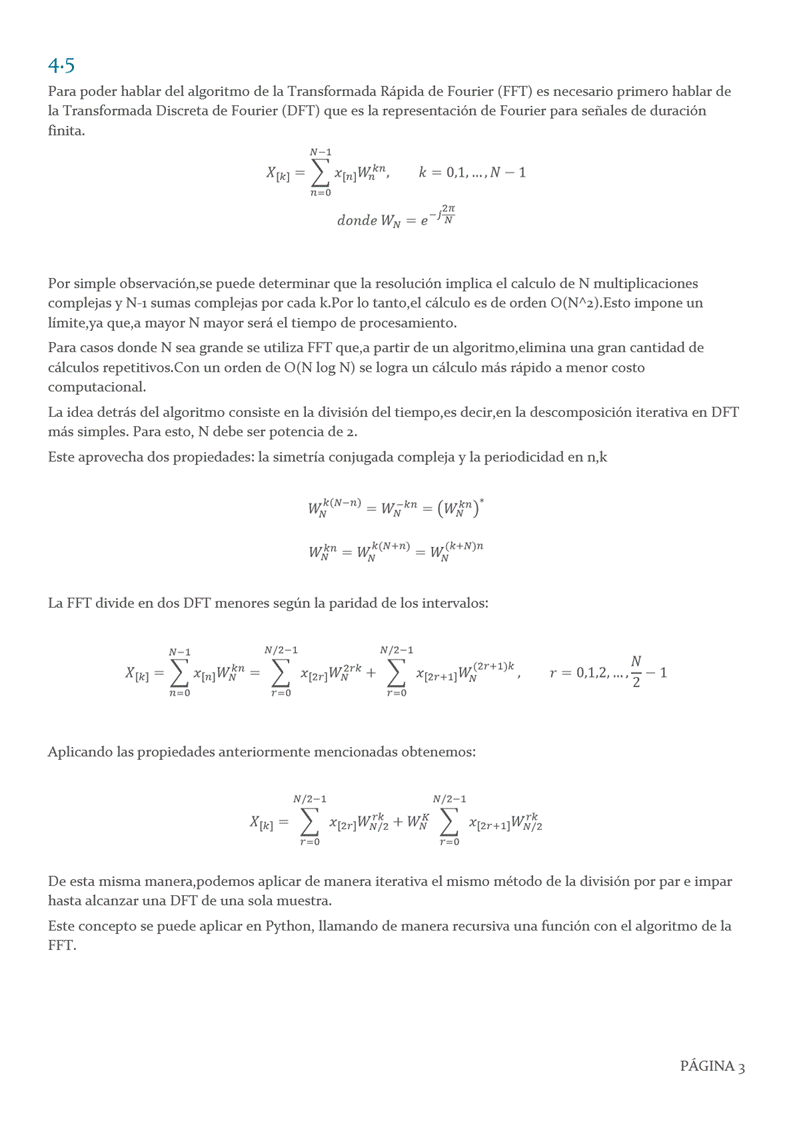 4.5
Para poder hablar del algoritmo de la Transformada Rápida de Fourier (FFT) es necesario primero hablar de
la Transformada Discreta de Fourier (DFT) que es la representación de Fourier para señales de duración
finita.
X_{[k]} = \sum_{n=0}^{N-1} x_{[n]} W_n^{kn}, k = 0,1, … , N − 1
donde W_N = e^{-j\frac{2π}{N}}
Por simple observación,se puede determinar que la resolución implica el calculo de N multiplicaciones
complejas y N-1 sumas complejas por cada k.Por lo tanto,el cálculo es de orden O(N^2).Esto impone un
límite,ya que,a mayor N mayor será el tiempo de procesamiento.
Para casos donde N sea grande se utiliza FFT que,a partir de un algoritmo,elimina una gran cantidad de
cálculos repetitivos.Con un orden de O(N log N) se logra un cálculo más rápido a menor costo
computacional.
La idea detrás del algoritmo consiste en la división del tiempo,es decir,en la descomposición iterativa en DFT
más simples. Para esto, N debe ser potencia de 2.
Este aprovecha dos propiedades: la simetría conjugada compleja y la periodicidad en n,k
W_N^{k(N−n)} = W_N^{−kn} = (W_N^{kn})^*
W_N^{kn} = W_N^{k(N+n)} = W_N^{(k+N)n}
La FFT divide en dos DFT menores según la paridad de los intervalos:
X_{[k]} = \sum_{n=0}^{N−1} x_{[n]} W_N^{kn} = \sum_{r=0}^{N/2−1} x_{[2r]} W_N^{2rk} + \sum_{r=0}^{N/2−1} x_{[2r+1]} W_N^{(2r+1)k} , r = 0,1,2, … , \frac{N}{2} − 1
Aplicando las propiedades anteriormente mencionadas obtenemos:
X_{[k]} = \sum_{r=0}^{N/2−1} x_{[2r]} W_{N/2}^{rk} + W_N^K \sum_{r=0}^{N/2−1} x_{[2r+1]} W_{N/2}^{rk}
De esta misma manera,podemos aplicar de manera iterativa el mismo método de la división por par e impar
hasta alcanzar una DFT de una sola muestra.
Este concepto se puede aplicar en Python, llamando de manera recursiva una función con el algoritmo de la
FFT.
PÁGINA 3